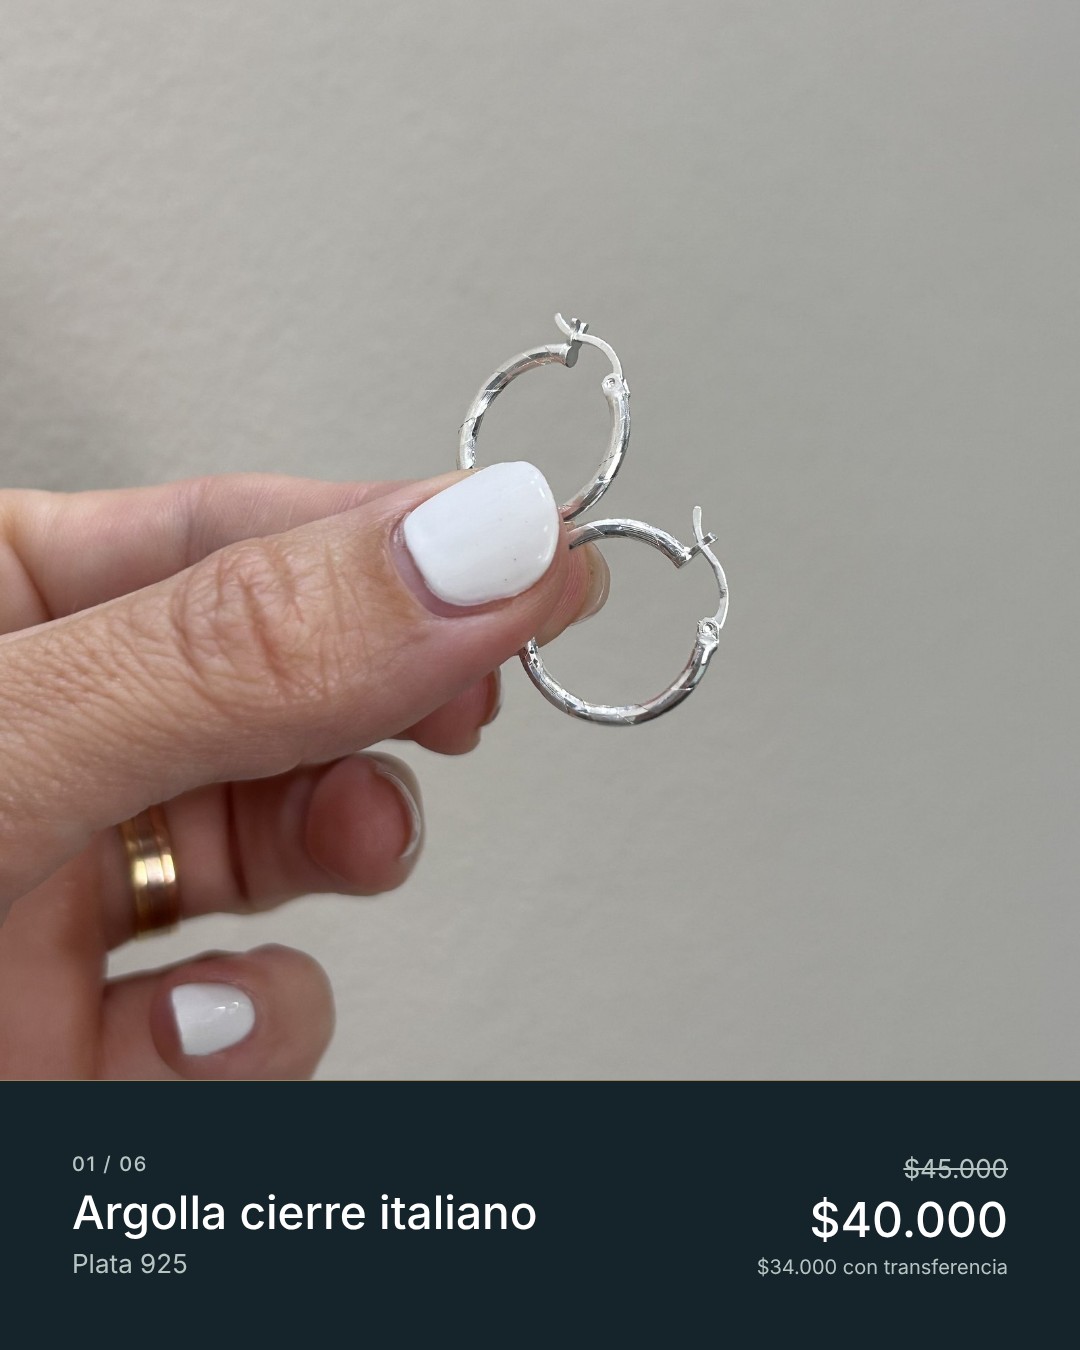 01 / 06
Argolla cierre italiano
Plata 925
$45.000
$40.000
$34.000 con transferencia